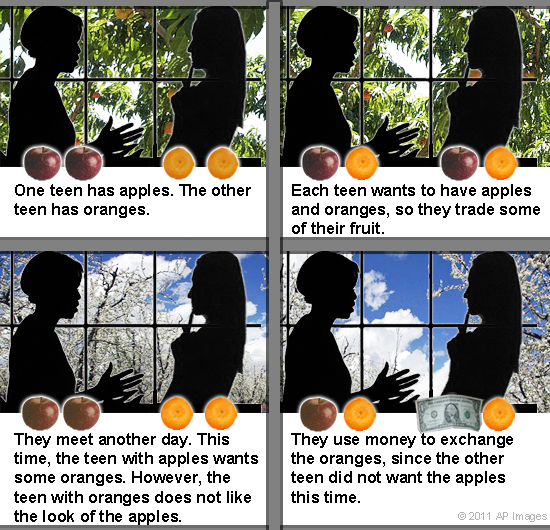 One teen has apples. The other
teen has oranges.
Each teen wants to have apples
and oranges, so they trade some
of their fruit.
They meet another day. This
time, the teen with apples wants
some oranges. However, the
teen with oranges does not like
the look of the apples.
They use money to exchange
the oranges, since the other
teen did not want the apples
this time.
© 2011 AP Images